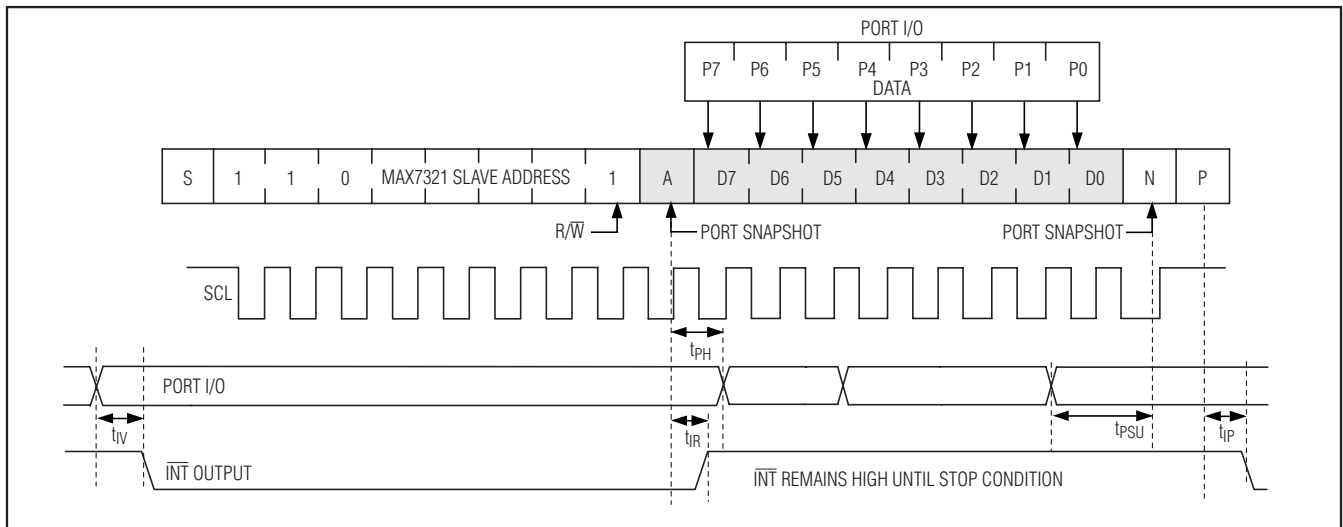 PORT I/O
P7 P6 P5 P4 P3 P2 P1 P0
DATA
S 1 1 0 MAX7321 SLAVE ADDRESS 1 A D7 D6 D5 D4 D3 D2 D1 D0 N P
R/W̅ PORT SNAPSHOT PORT SNAPSHOT
SCL
tPH
PORT I/O
tIV tIR tPSU tIP
I̅N̅T̅ OUTPUT I̅N̅T̅ REMAINS HIGH UNTIL STOP CONDITION